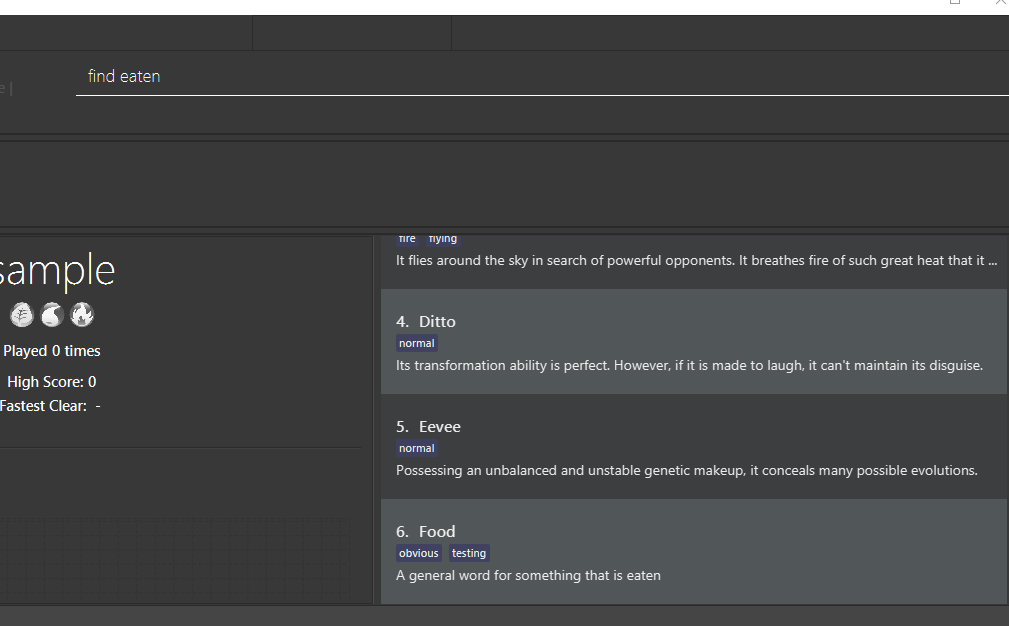 find eaten
sample
Played 0 times
High Score: 0
Fastest Clear: -
fire flying
It flies around the sky in search of powerful opponents. It breathes fire of such great heat that it ...
4. Ditto
normal
Its transformation ability is perfect. However, if it is made to laugh, it can't maintain its disguise.
5. Eevee
normal
Possessing an unbalanced and unstable genetic makeup, it conceals many possible evolutions.
6. Food
obvious testing
A general word for something that is eaten